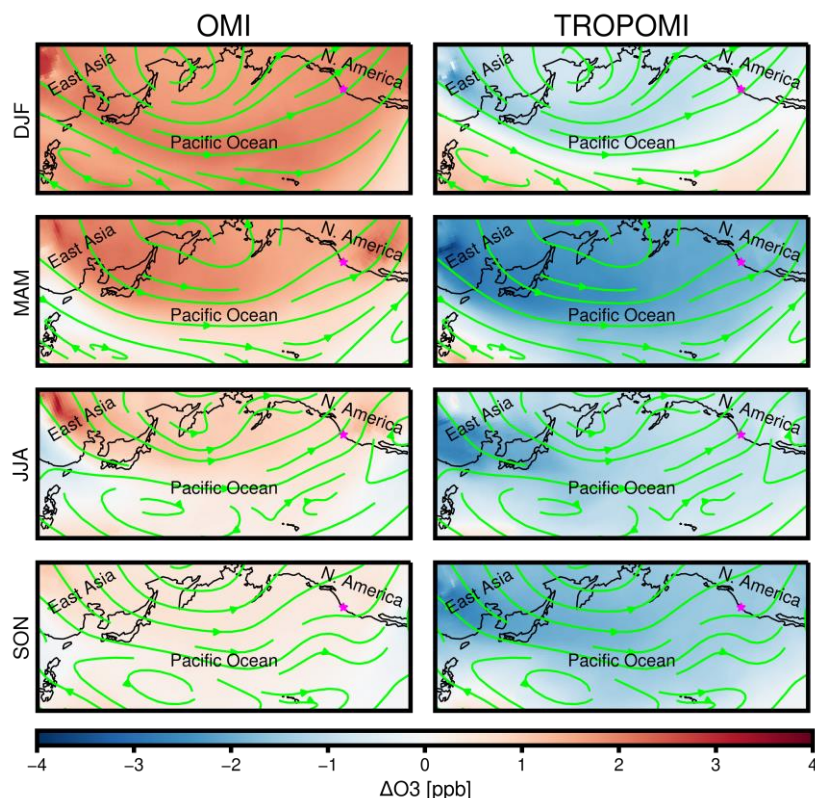 OMI TROPOMI
DJF
East Asia N. America Pacific Ocean
East Asia N. America Pacific Ocean
MAM
East Asia N. America Pacific Ocean
East Asia N. America Pacific Ocean
JJA
East Asia N. America Pacific Ocean
East Asia N. America Pacific Ocean
SON
East Asia N. America Pacific Ocean
East Asia N. America Pacific Ocean
−4 −3 −2 −1 0 1 2 3 4
ΔO3 [ppb]